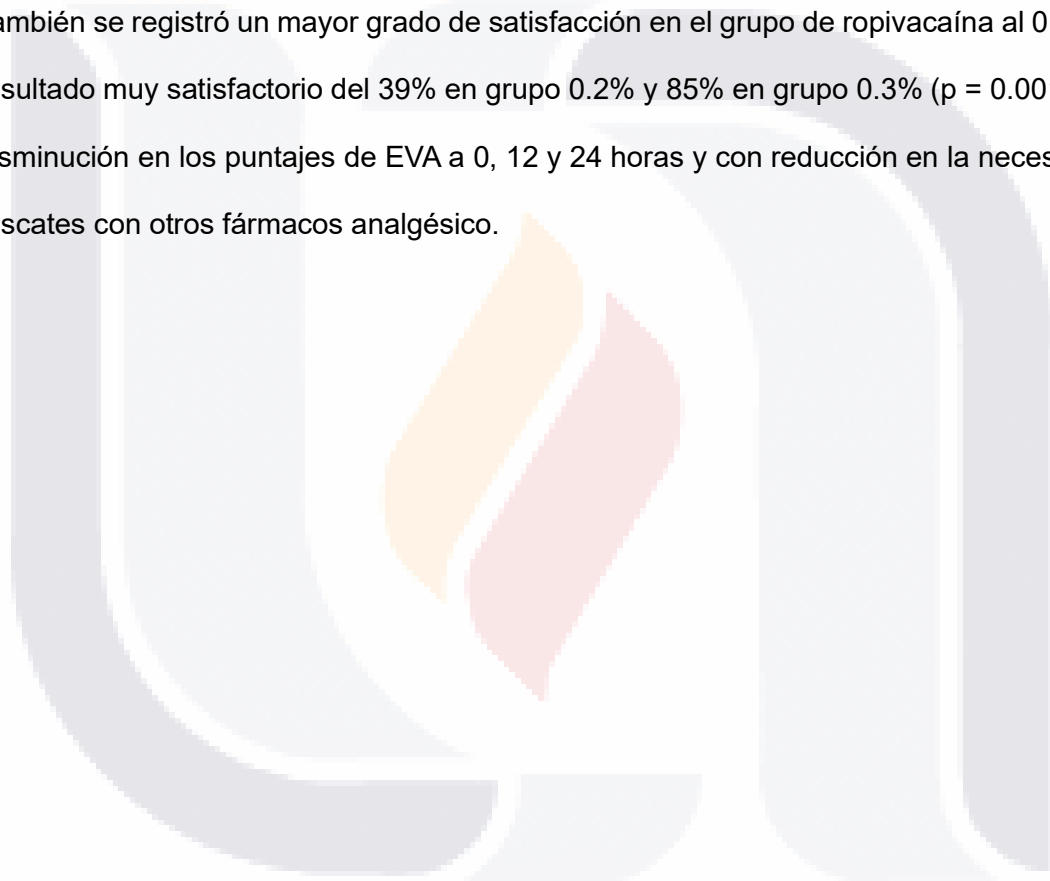 ambién se registró un mayor grado de satisfacción en el grupo de ropivacaína al 0
sultado muy satisfactorio del 39% en grupo 0.2% y 85% en grupo 0.3% (p = 0.00
sminución en los puntajes de EVA a 0, 12 y 24 horas y con reducción en la neces
scates con otros fármacos analgésico.